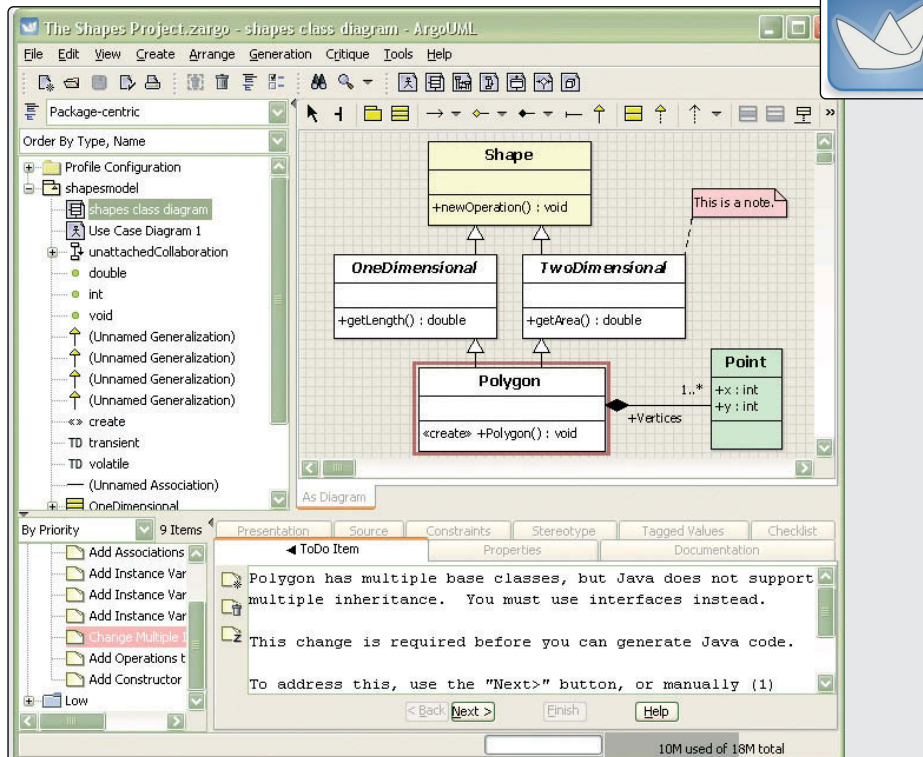 The Shapes Project.zargo - shapes class diagram - ArgoUML
File Edit View Create Arrange Generation Critique Tools Help
Package-centric
Order By Type, Name
Profile Configuration
shapesmodel
shapes class diagram
Use Case Diagram 1
unattachedCollaboration
double
int
void
(Unnamed Generalization)
(Unnamed Generalization)
(Unnamed Generalization)
(Unnamed Generalization)
«» create
TD transient
TD volatile
(Unnamed Association)
OneDimensional
Shape
+newOperation() : void
This is a note.
OneDimensional
+getLength() : double
TwoDimensional
+getArea() : double
Polygon
«create» +Polygon() : void
1..*
+Vertices
Point
+x : int
+y : int
As Diagram
By Priority 9 Items
Add Associations
Add Instance Var
Add Instance Var
Add Instance Var
Change Multiple I
Add Operations t
Add Constructor
Low
Presentation Source Constraints Stereotype Tagged Values Checklist
ToDo Item Properties Documentation
Polygon has multiple base classes, but Java does not support
multiple inheritance. You must use interfaces instead.
This change is required before you can generate Java code.
To address this, use the "Next>" button, or manually (1)
< Back Next > Finish Help
10M used of 18M total